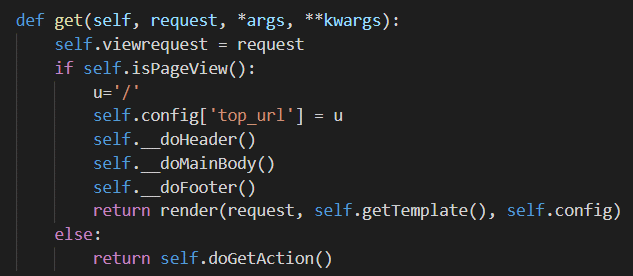 def get(self, request, *args, **kwargs):
    self.viewrequest = request
    if self.isPageView():
        u='/'
        self.config['top_url'] = u
        self.__doHeader()
        self.__doMainBody()
        self.__doFooter()
        return render(request, self.getTemplate(), self.config)
    else:
        return self.doGetAction()